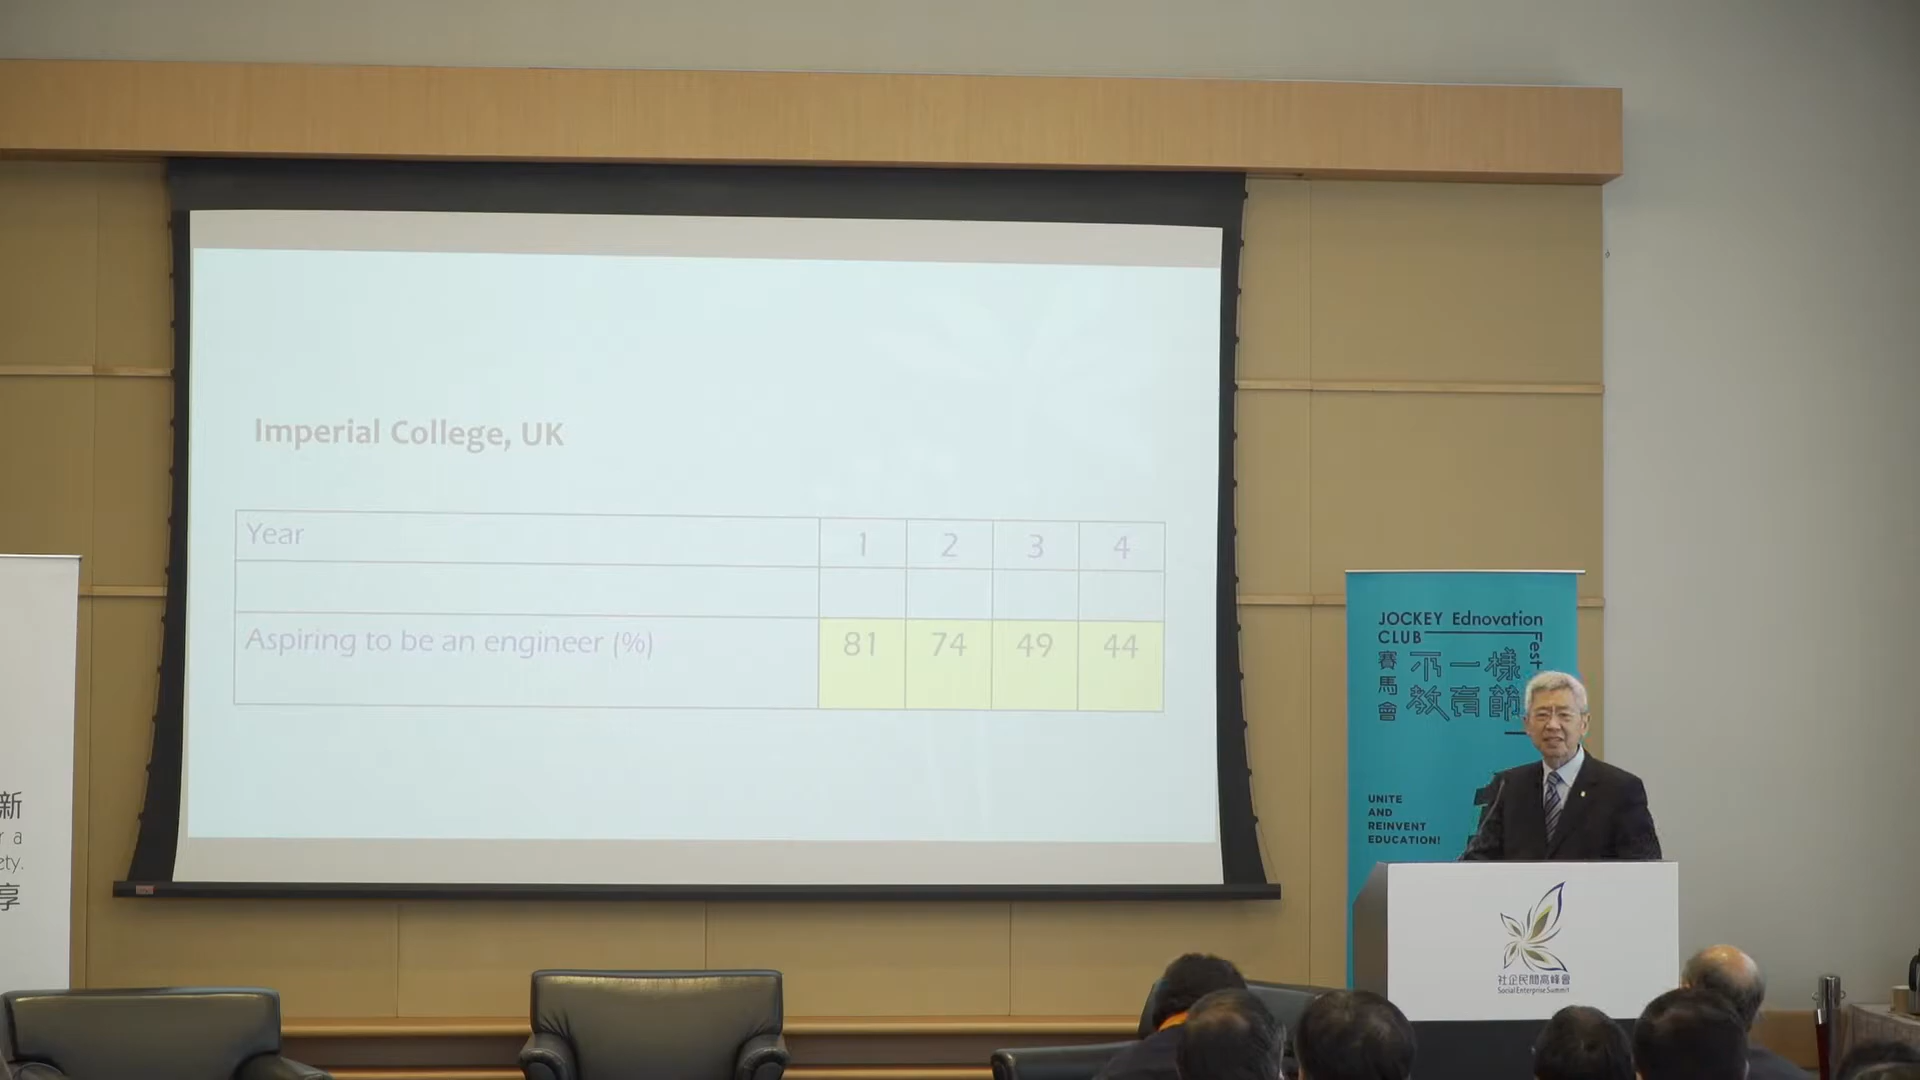 Imperial College, UK
Year 1 2 3 4
Aspiring to be an engineer (%) 81 74 49 44
新
r a
ety.
享
JOCKEY Ednovation
CLUB Fest
賽馬會
不一樣
教育節
UNITE
AND
REINVENT
EDUCATION!
社企民間高峰會
Social Enterprise Summit